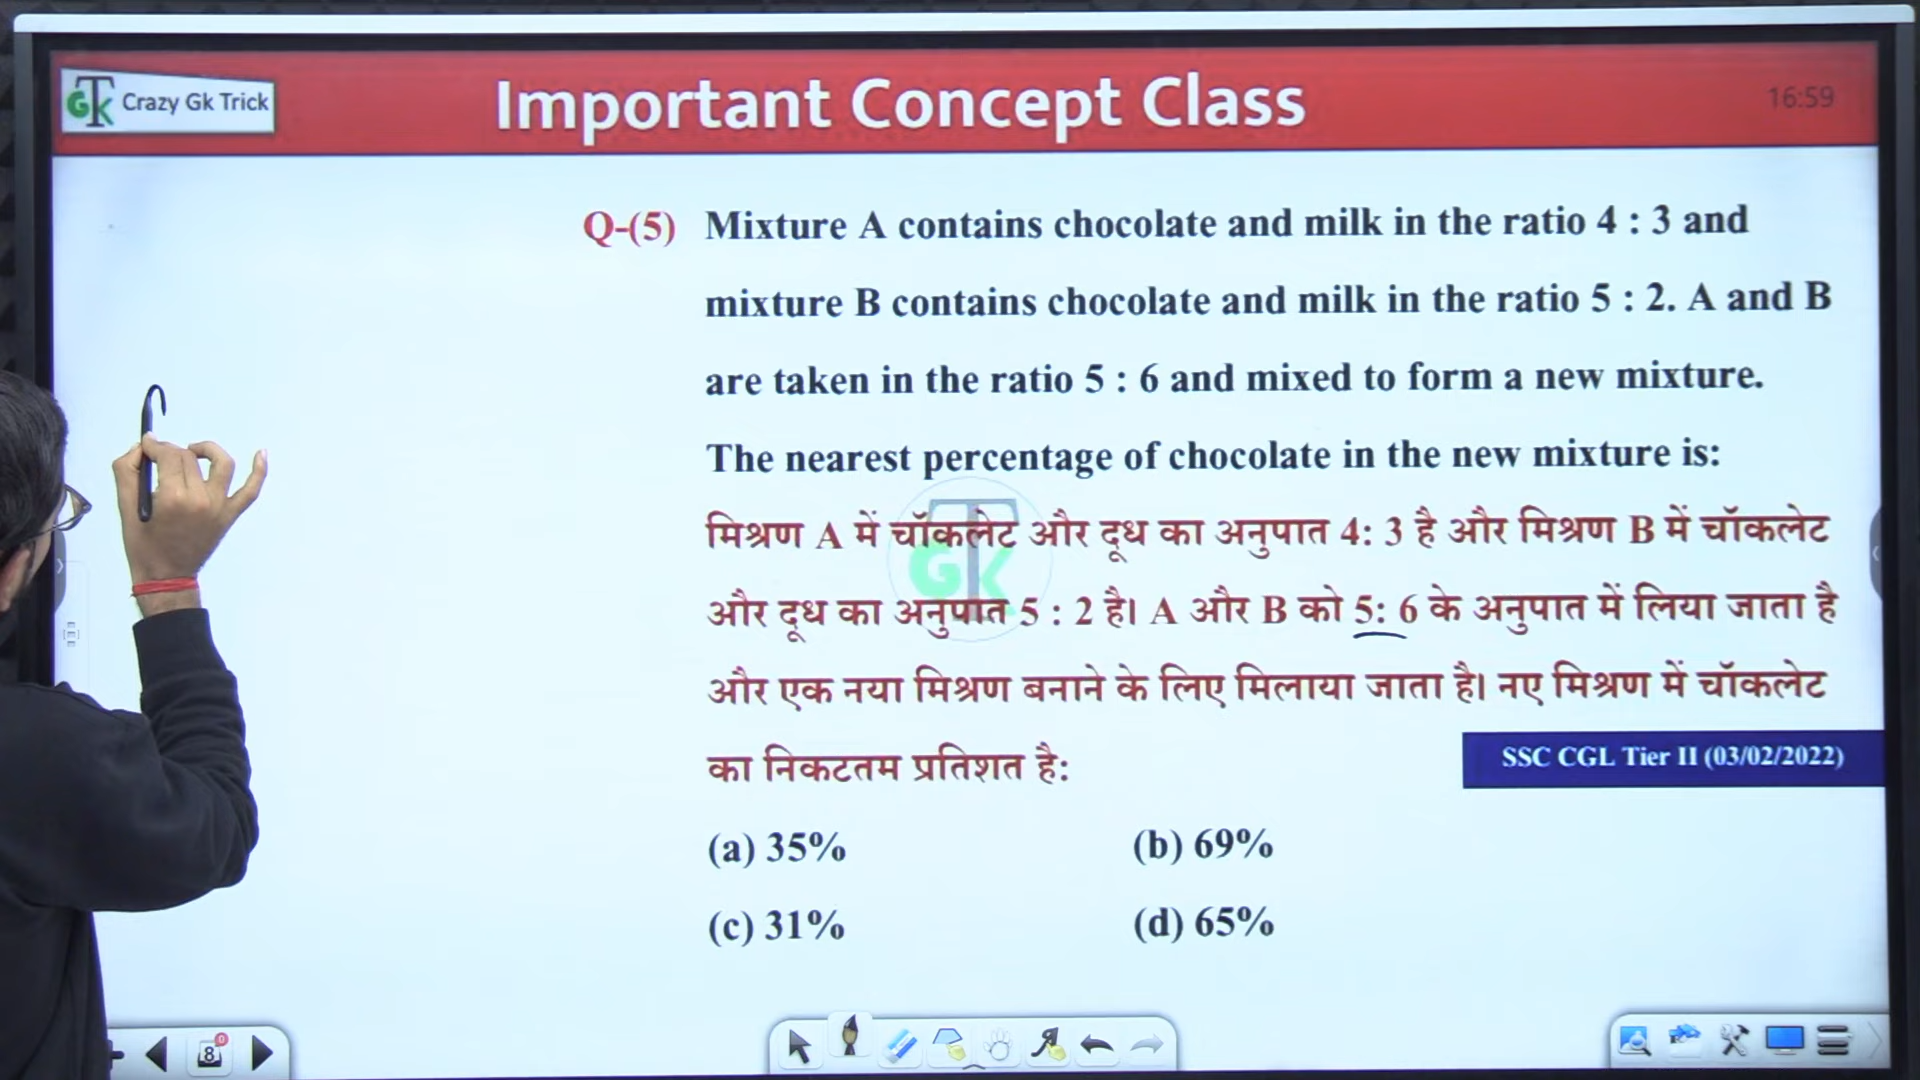 Crazy Gk Trick
Important Concept Class
16:59
Q-(5) Mixture A contains chocolate and milk in the ratio 4 : 3 and
mixture B contains chocolate and milk in the ratio 5 : 2. A and B
are taken in the ratio 5 : 6 and mixed to form a new mixture.
The nearest percentage of chocolate in the new mixture is:
मिश्रण A में चॉकलेट और दूध का अनुपात 4: 3 है और मिश्रण B में चॉकलेट
और दूध का अनुपात 5 : 2 है। A और B को 5: 6 के अनुपात में लिया जाता है
और एक नया मिश्रण बनाने के लिए मिलाया जाता है। नए मिश्रण में चॉकलेट
का निकटतम प्रतिशत है:
SSC CGL Tier II (03/02/2022)
(a) 35% (b) 69%
(c) 31% (d) 65%
8 0